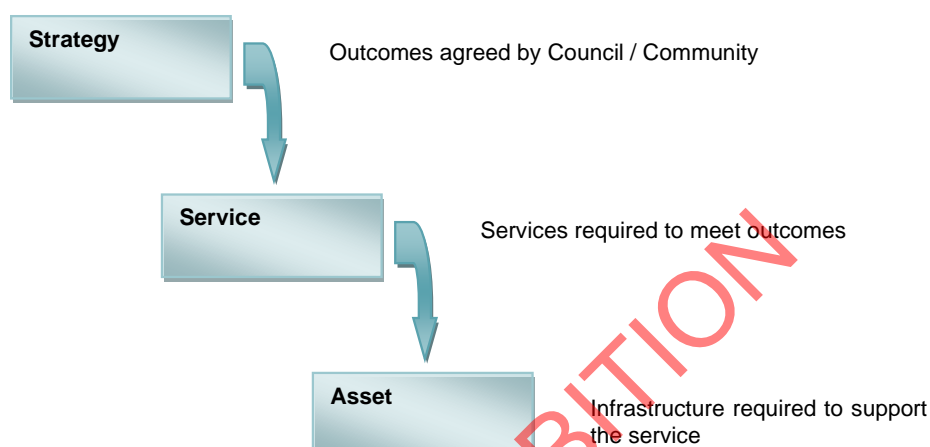 Strategy
Outcomes agreed by Council / Community
Service
Services required to meet outcomes
Asset
Infrastructure required to support
the service
BITION